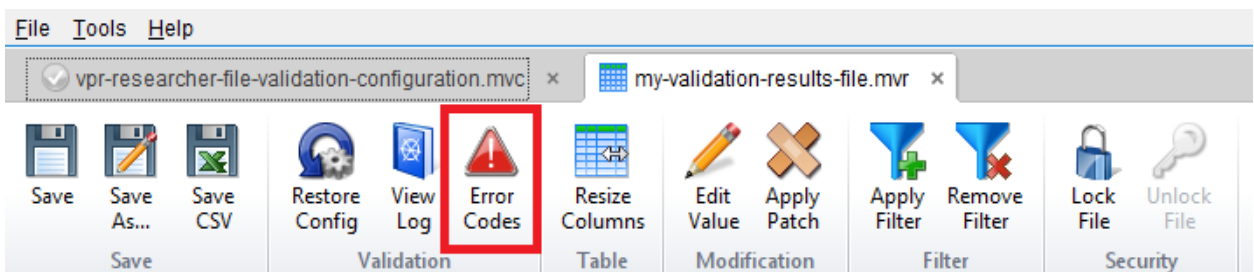 File Tools Help
vpr-researcher-file-validation-configuration.mvc × my-validation-results-file.mvr ×
Save Save Save Restore View Error Resize Edit Apply Apply Remove Lock Unlock
As... CSV Config Log Codes Columns Value Patch Filter Filter File File
Save Validation Table Modification Filter Security